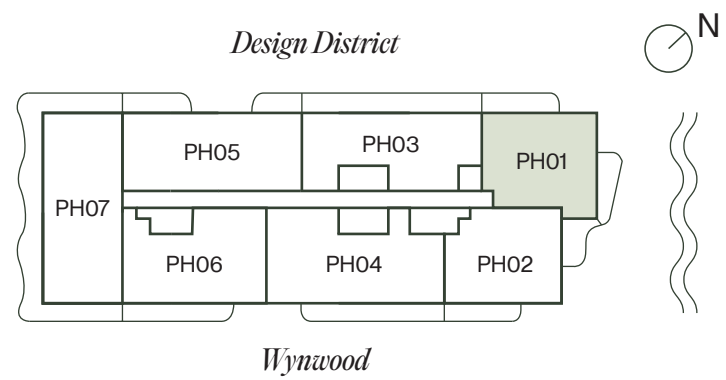 Design District
N
PH05
PH03
PH01
PH07
PH06
PH04
PH02
Wynwood